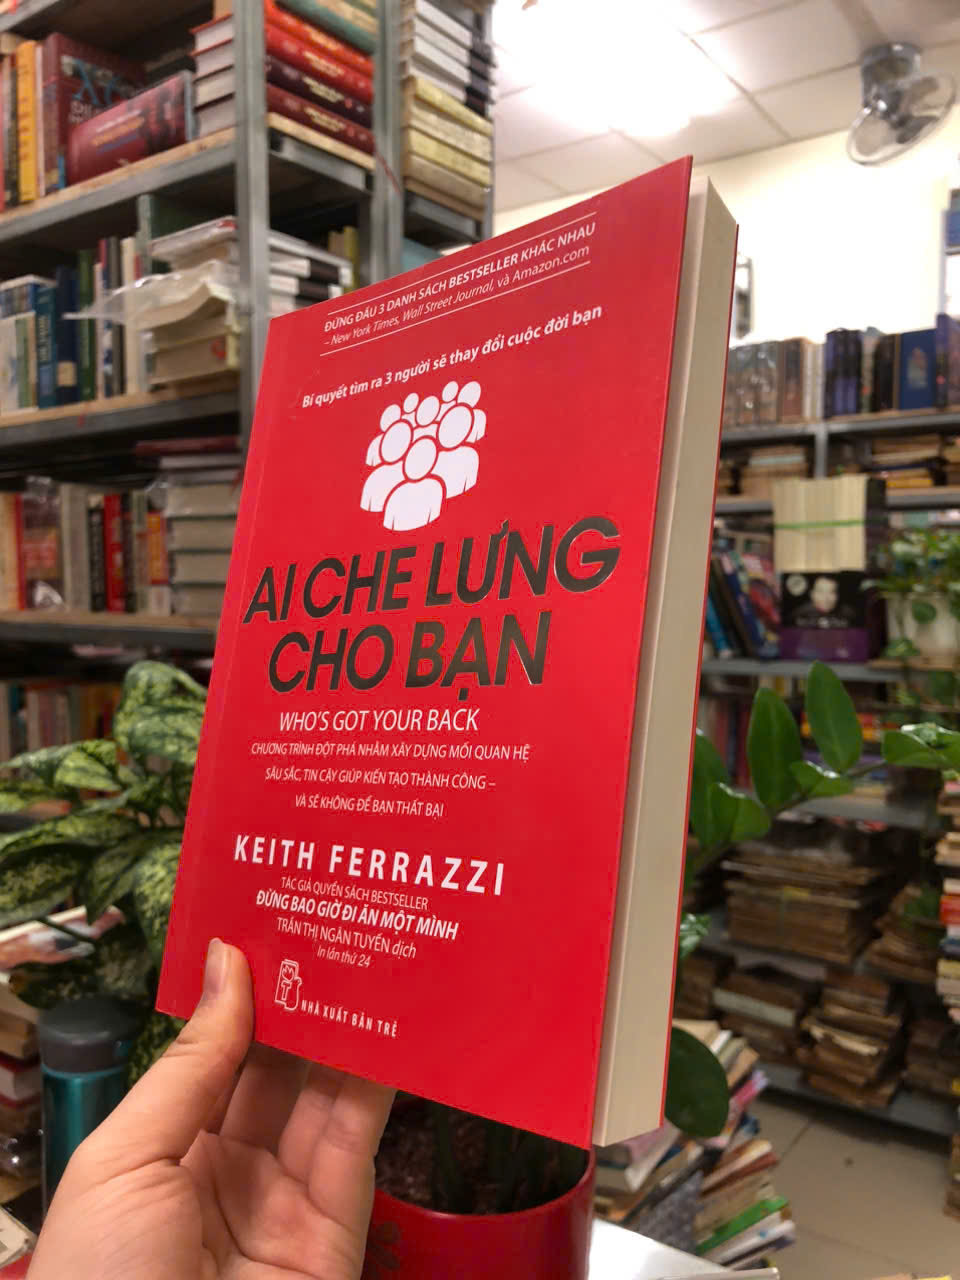 ĐỨNG ĐẦU 3 DANH SÁCH BESTSELLER KHÁC NHAU
– New York Times, Wall Street Journal, và Amazon.com
Bí quyết tìm ra 3 người sẽ thay đổi cuộc đời bạn
AI CHE LƯNG
CHO BẠN
WHO'S GOT YOUR BACK
CHƯƠNG TRÌNH ĐỘT PHÁ NHẰM XÂY DỰNG MỐI QUAN HỆ
SÂU SẮC, TIN CẬY GIÚP KIẾN TẠO THÀNH CÔNG –
VÀ SẼ KHÔNG ĐỂ BẠN THẤT BẠI
KEITH FERRAZZI
TÁC GIẢ QUYỂN SÁCH BESTSELLER
ĐỪNG BAO GIỜ ĐI ĂN MỘT MÌNH
TRẦN THỊ NGÂN TUYẾN dịch
In lần thứ 24
NHÀ XUẤT BẢN TRẺ